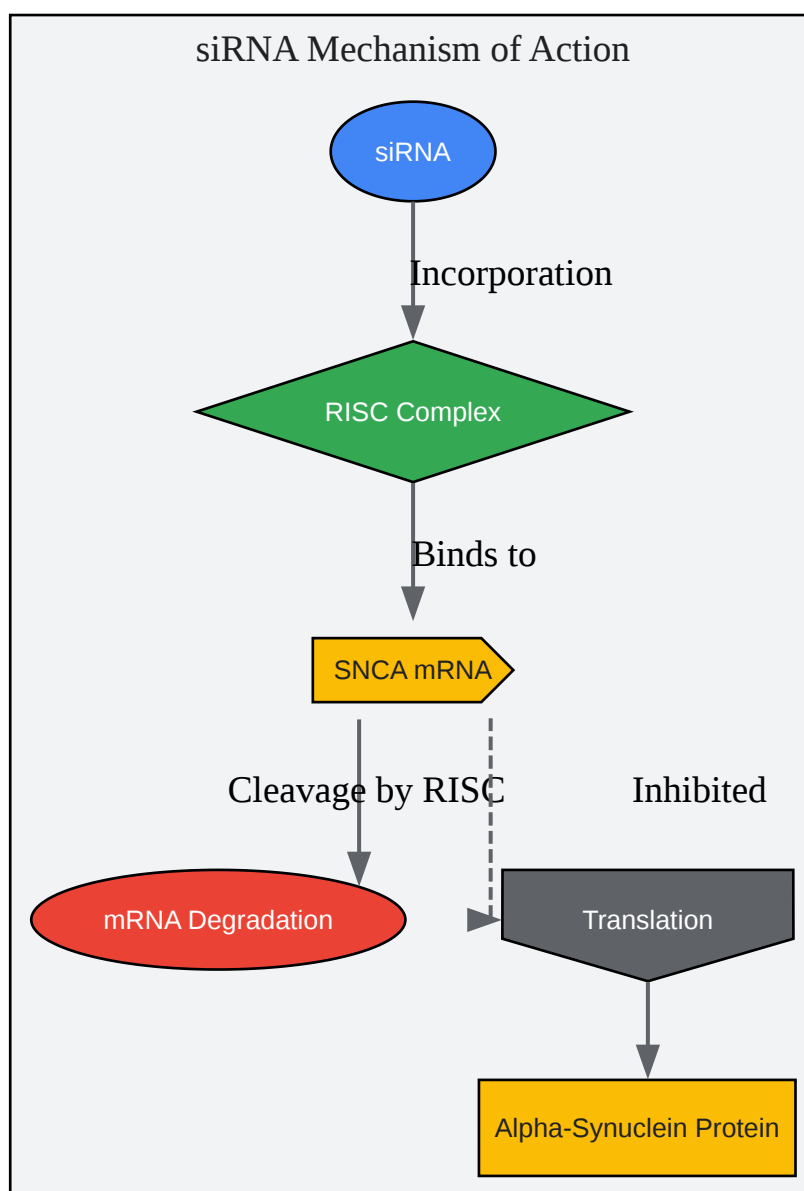 siRNA Mechanism of Action
siRNA
Incorporation
RISC Complex
Binds to
SNCA mRNA
Cleavage by RISC
Inhibited
mRNA Degradation
Translation
Alpha-Synuclein Protein